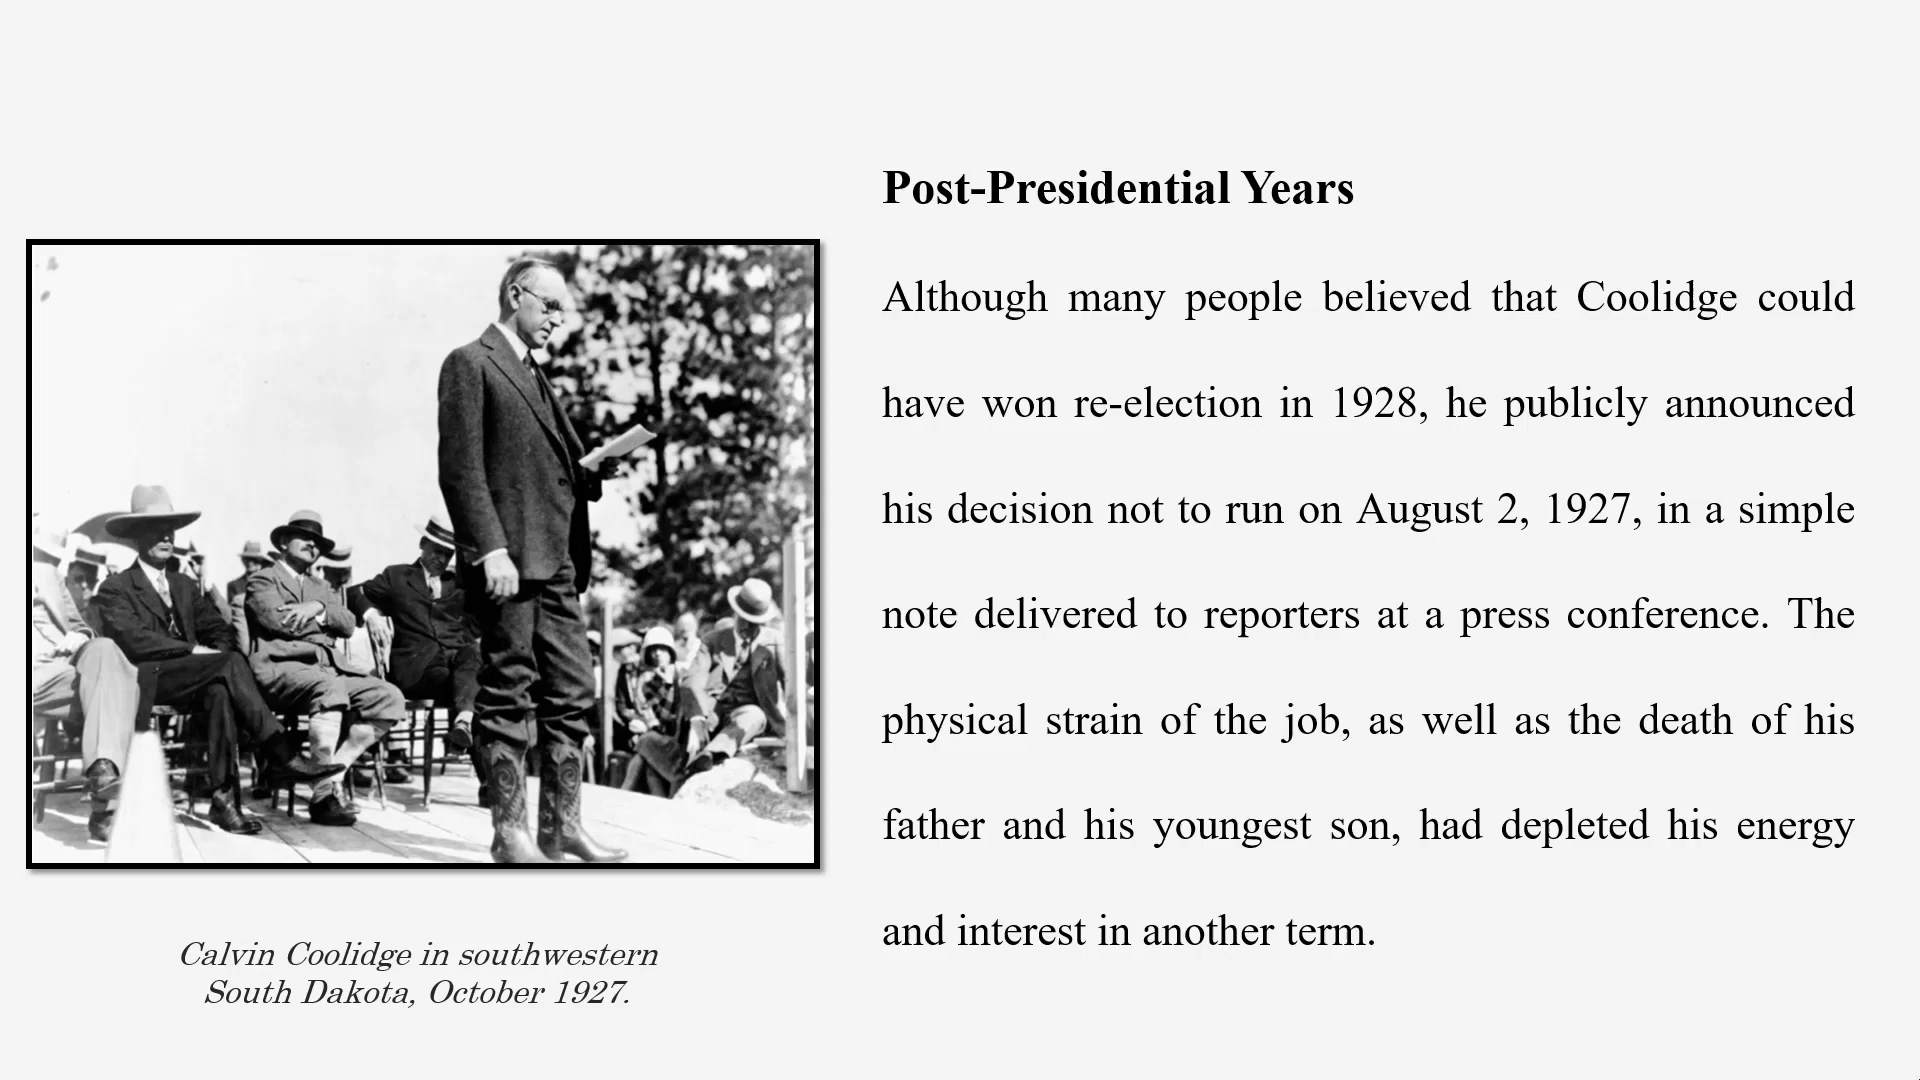 Post-Presidential Years
Although many people believed that Coolidge could
have won re-election in 1928, he publicly announced
his decision not to run on August 2, 1927, in a simple
note delivered to reporters at a press conference. The
physical strain of the job, as well as the death of his
father and his youngest son, had depleted his energy
and interest in another term.
Calvin Coolidge in southwestern
South Dakota, October 1927.